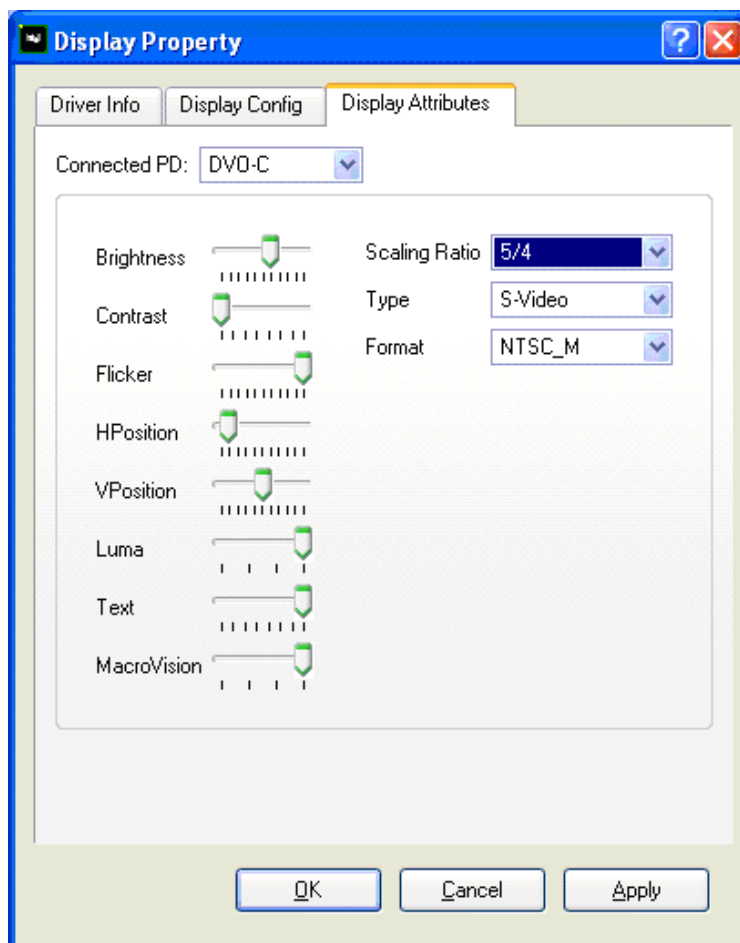 Display Property
Driver Info
Display Config
Display Attributes
Connected PD: DVO-C
Brightness
Contrast
Flicker
HPosition
VPosition
Luma
Text
MacroVision
Scaling Ratio 5/4
Type S-Video
Format NTSC_M
OK
Cancel
Apply